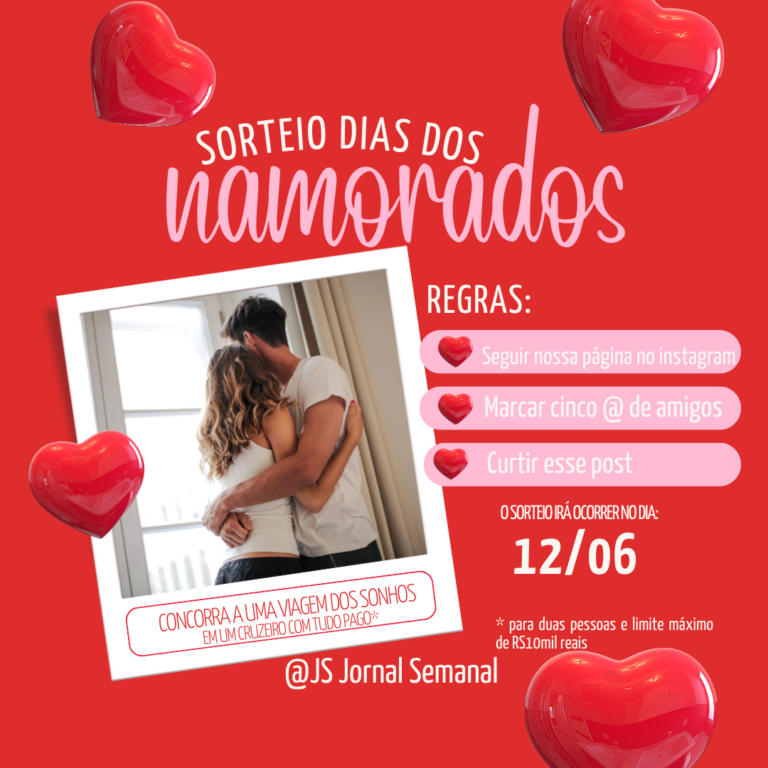 SORTEIO DIAS DOS
namorados
REGRAS:
Seguir nossa página no instagram
Marcar cinco @ de amigos
Curtir esse post
O SORTEIO IRÁ OCORRER NO DIA:
12/06
CONCORRA A UMA VIAGEM DOS SONHOS
EM UM CRUZEIRO COM TUDO PAGO*
* para duas pessoas e limite máximo
de RS10mil reais
@JS Jornal Semanal